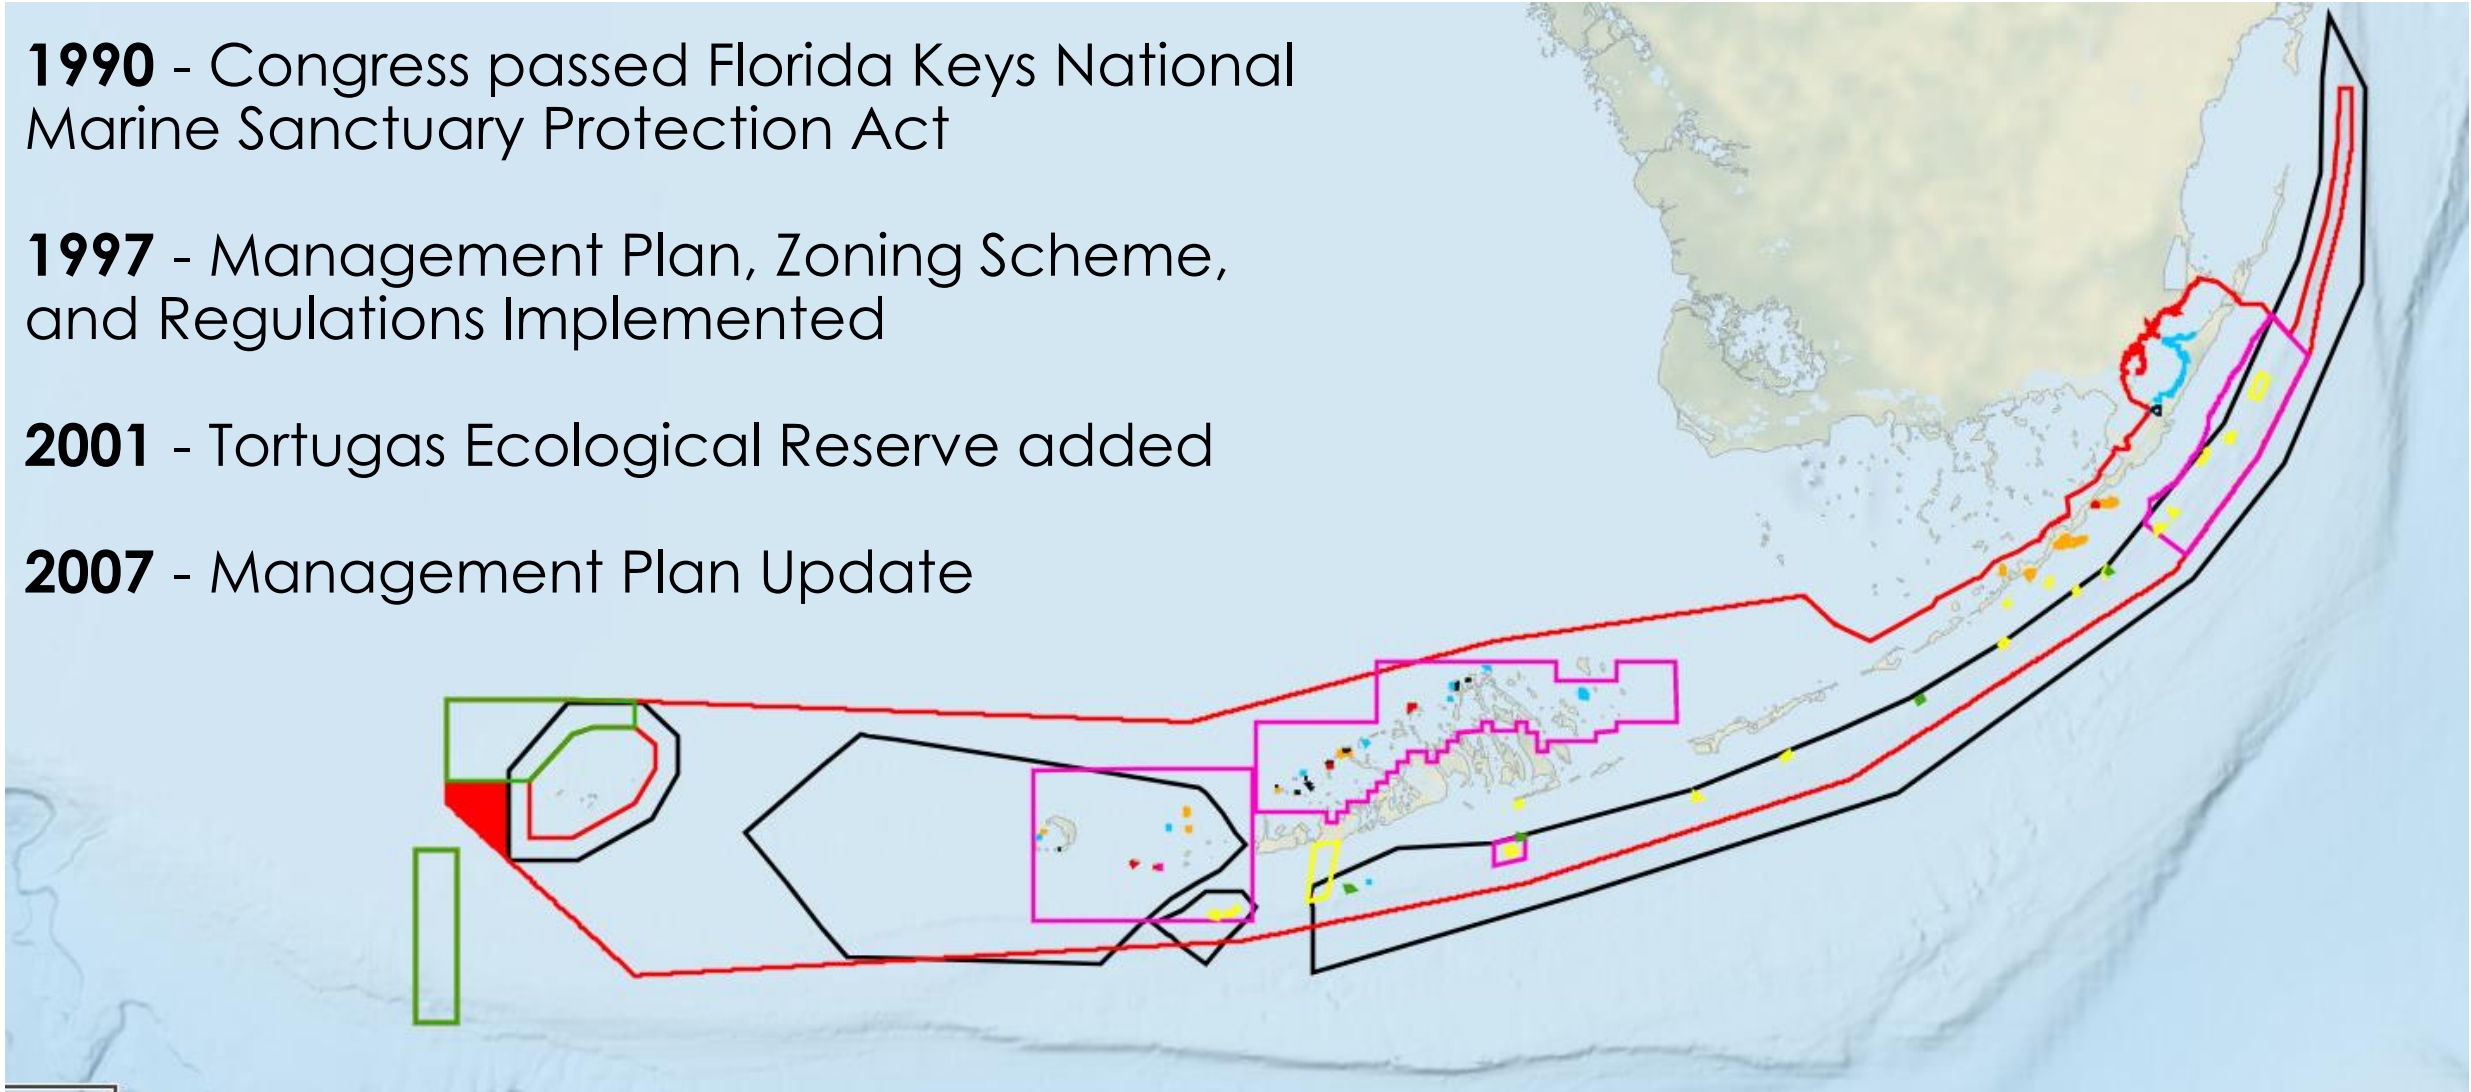 1990 - Congress passed Florida Keys National
Marine Sanctuary Protection Act
1997 - Management Plan, Zoning Scheme,
and Regulations Implemented
2001 - Tortugas Ecological Reserve added
2007 - Management Plan Update